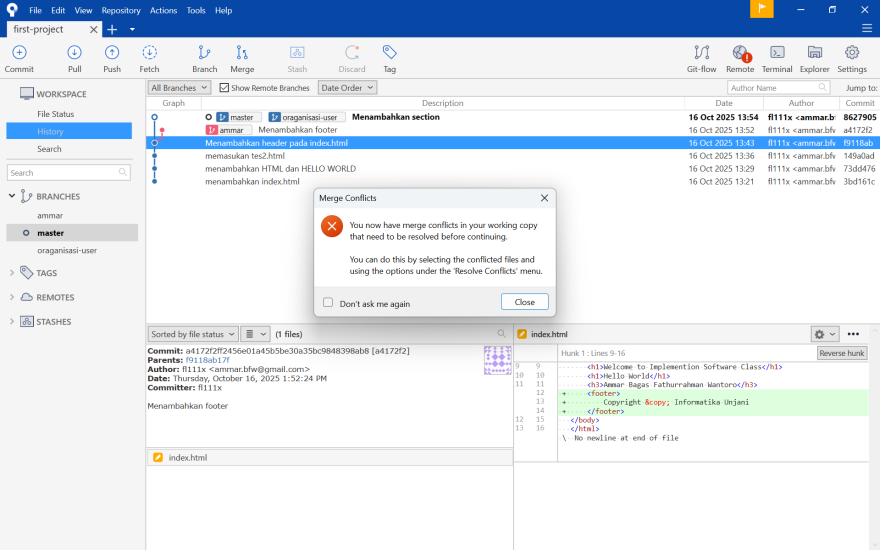 File Edit View Repository Actions Tools Help
first-project
Commit Pull Push Fetch Branch Merge Stash Discard Tag Git-flow Remote Terminal Explorer Settings
WORKSPACE
File Status
History
Search
Search
BRANCHES
ammar
master
oraganisasi-user
TAGS
REMOTES
STASHES
All Branches Show Remote Branches Date Order Author Name Jump to:
Graph Description Date Author Commit
master oraganisasi-user Menambahkan section 16 Oct 2025 13:54 fl111x <ammar.bfw 8627905
ammar Menambahkan footer 16 Oct 2025 13:52 fl111x <ammar.bfw a4172f2
Menambahkan header pada index.html 16 Oct 2025 13:43 fl111x <ammar.bfw f9118ab
memasukan tes2.html 16 Oct 2025 13:36 fl111x <ammar.bfw 149a0ad
menambahkan HTML dan HELLO WORLD 16 Oct 2025 13:29 fl111x <ammar.bfw 73dd476
menambahkan index.html 16 Oct 2025 13:21 fl111x <ammar.bfw 3bd161c
Merge Conflicts
You now have merge conflicts in your working copy
that need to be resolved before continuing.
You can do this by selecting the conflicted files and
using the options under the 'Resolve Conflicts' menu.
Don't ask me again Close
Sorted by file status (1 files)
Commit: a4172f2ff2456e01a45b5be30a35bc9848398ab8 [a4172f2]
Parents: f9118ab17f
Author: fl111x <ammar.bfw@gmail.com>
Date: Thursday, October 16, 2025 1:52:24 PM
Committer: fl111x
Menambahkan footer
index.html
index.html
Hunk 1 : Lines 9-16 Reverse hunk
9 9 <h1>Welcome to Implemention Software Class</h1>
10 10 <h1>Hello World</h1>
11 11 <h3>Ammar Bagas Fathurrahman Wantoro</h3>
12 + <footer>
13 + Copyright &copy; Informatika Unjani
14 + </footer>
12 15 </body>
13 16 </html>
\ No newline at end of file